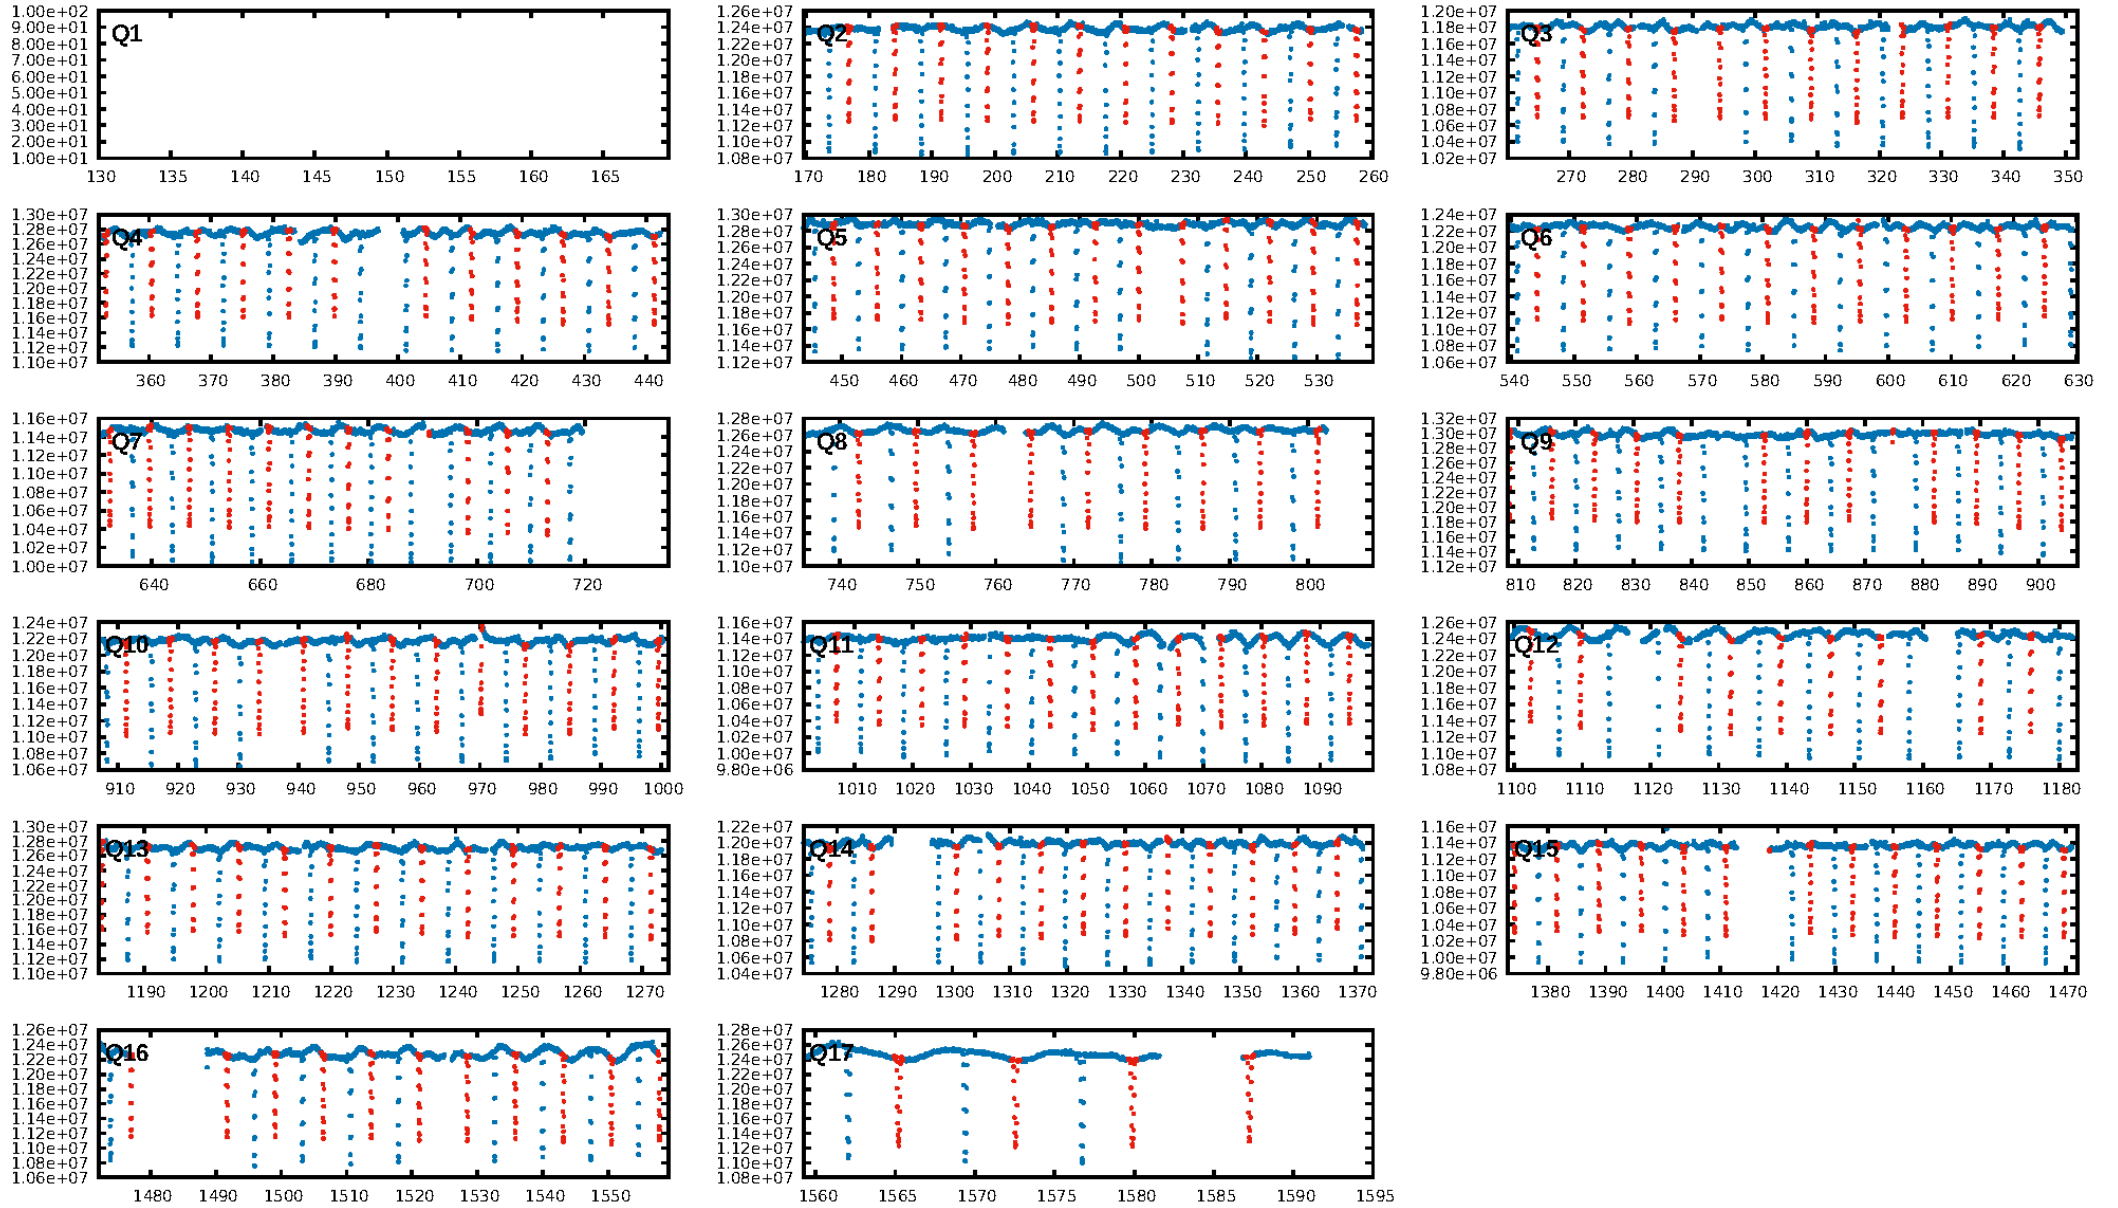 1.00e+02 9.00e+01 8.00e+01 7.00e+01 6.00e+01 5.00e+01 4.00e+01 3.00e+01 2.00e+01 1.00e+01
Q1
130 135 140 145 150 155 160 165
1.26e+07 1.24e+07 1.22e+07 1.20e+07 1.18e+07 1.16e+07 1.14e+07 1.12e+07 1.10e+07 1.08e+07
Q2
170 180 190 200 210 220 230 240 250 260
1.20e+07 1.18e+07 1.16e+07 1.14e+07 1.12e+07 1.10e+07 1.08e+07 1.06e+07 1.04e+07 1.02e+07
Q3
270 280 290 300 310 320 330 340 350
1.30e+07 1.28e+07 1.26e+07 1.24e+07 1.22e+07 1.20e+07 1.18e+07 1.16e+07 1.14e+07 1.12e+07 1.10e+07
Q4
360 370 380 390 400 410 420 430 440
1.30e+07 1.28e+07 1.26e+07 1.24e+07 1.22e+07 1.20e+07 1.18e+07 1.16e+07 1.14e+07 1.12e+07
Q5
450 460 470 480 490 500 510 520 530
1.24e+07 1.22e+07 1.20e+07 1.18e+07 1.16e+07 1.14e+07 1.12e+07 1.10e+07 1.08e+07 1.06e+07
Q6
540 550 560 570 580 590 600 610 620 630
1.16e+07 1.14e+07 1.12e+07 1.10e+07 1.08e+07 1.06e+07 1.04e+07 1.02e+07 1.00e+07
Q7
640 660 680 700 720
1.28e+07 1.26e+07 1.24e+07 1.22e+07 1.20e+07 1.18e+07 1.16e+07 1.14e+07 1.12e+07 1.10e+07
Q8
740 750 760 770 780 790 800
1.32e+07 1.30e+07 1.28e+07 1.26e+07 1.24e+07 1.22e+07 1.20e+07 1.18e+07 1.16e+07 1.14e+07 1.12e+07
Q9
810 820 830 840 850 860 870 880 890 900
1.24e+07 1.22e+07 1.20e+07 1.18e+07 1.16e+07 1.14e+07 1.12e+07 1.10e+07 1.08e+07 1.06e+07
Q10
910 920 930 940 950 960 970 980 990 1000
1.16e+07 1.14e+07 1.12e+07 1.10e+07 1.08e+07 1.06e+07 1.04e+07 1.02e+07 1.00e+07 9.80e+06
Q11
1010 1020 1030 1040 1050 1060 1070 1080 1090
1.26e+07 1.24e+07 1.22e+07 1.20e+07 1.18e+07 1.16e+07 1.14e+07 1.12e+07 1.10e+07 1.08e+07
Q12
1100 1110 1120 1130 1140 1150 1160 1170 1180
1.30e+07 1.28e+07 1.26e+07 1.24e+07 1.22e+07 1.20e+07 1.18e+07 1.16e+07 1.14e+07 1.12e+07 1.10e+07
Q13
1190 1200 1210 1220 1230 1240 1250 1260 1270
1.22e+07 1.20e+07 1.18e+07 1.16e+07 1.14e+07 1.12e+07 1.10e+07 1.08e+07 1.06e+07 1.04e+07
Q14
1280 1290 1300 1310 1320 1330 1340 1350 1360 1370
1.16e+07 1.14e+07 1.12e+07 1.10e+07 1.08e+07 1.06e+07 1.04e+07 1.02e+07 1.00e+07 9.80e+06
Q15
1380 1390 1400 1410 1420 1430 1440 1450 1460 1470
1.26e+07 1.24e+07 1.22e+07 1.20e+07 1.18e+07 1.16e+07 1.14e+07 1.12e+07 1.10e+07 1.08e+07 1.06e+07
Q16
1480 1490 1500 1510 1520 1530 1540 1550
1.28e+07 1.26e+07 1.24e+07 1.22e+07 1.20e+07 1.18e+07 1.16e+07 1.14e+07 1.12e+07 1.10e+07 1.08e+07
Q17
1560 1565 1570 1575 1580 1585 1590 1595